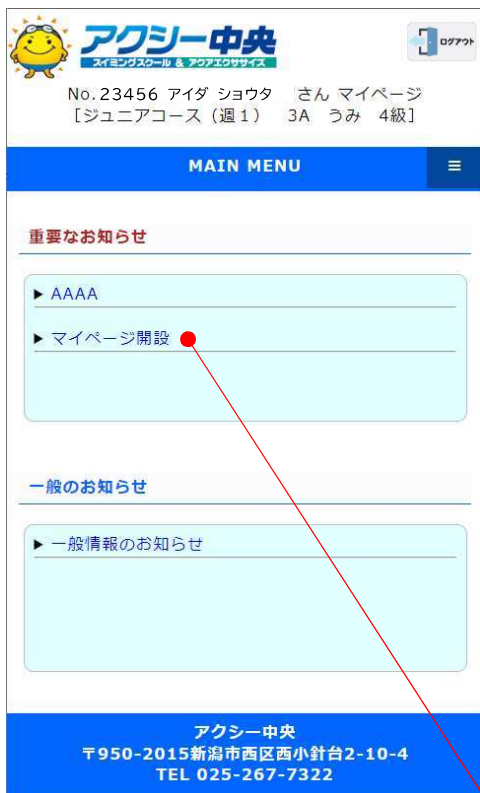 アクシー中央
スイミングスクール & アクアエクササイズ
ログアウト
No.23456 アイダ ショウタ さん マイページ
[ジュニアコース (週1) 3A うみ 4級]
MAIN MENU
≡
重要なお知らせ
▶ AAAA
▶ マイページ開設
一般のお知らせ
▶ 一般情報のお知らせ
アクシー中央
〒950-2015新潟市西区西小針台2-10-4
TEL 025-267-7322